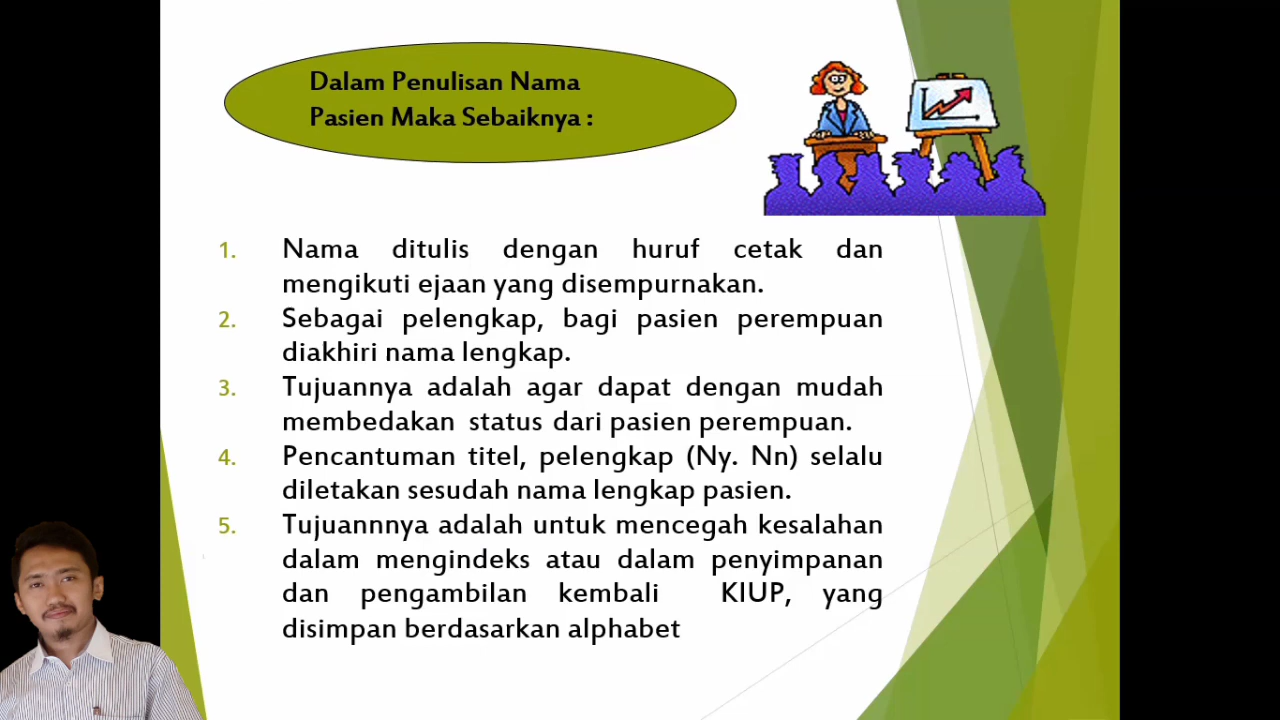 Dalam Penulisan Nama
Pasien Maka Sebaiknya :
1. Nama ditulis dengan huruf cetak dan
mengikuti ejaan yang disempurnakan.
2. Sebagai pelengkap, bagi pasien perempuan
diakhiri nama lengkap.
3. Tujuannya adalah agar dapat dengan mudah
membedakan status dari pasien perempuan.
4. Pencantuman titel, pelengkap (Ny. Nn) selalu
diletakan sesudah nama lengkap pasien.
5. Tujuannnya adalah untuk mencegah kesalahan
dalam mengindeks atau dalam penyimpanan
dan pengambilan kembali KIUP, yang
disimpan berdasarkan alphabet